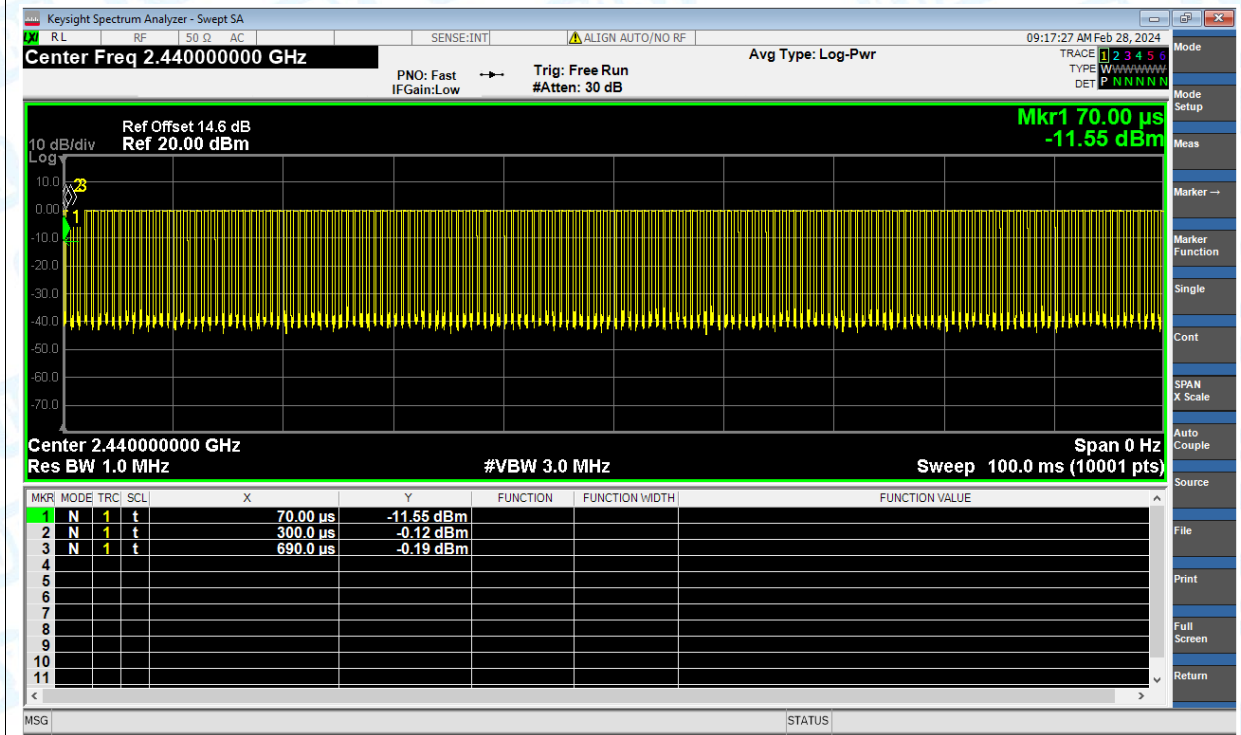 Keysight Spectrum Analyzer - Swept SA
LXI RL RF 50 Ω AC SENSE:INT ALIGN AUTO/NO RF 09:17:27 AM Feb 28, 2024
Center Freq 2.440000000 GHz
PNO: Fast
IFGain:Low
Trig: Free Run
#Atten: 30 dB
Avg Type: Log-Pwr
TRACE 1 2 3 4 5 6
TYPE WWWWWW
DET P N N N N N
Ref Offset 14.6 dB
Ref 20.00 dBm
10 dB/div
Log
Mkr1 70.00 µs
-11.55 dBm
10.0
0.00
-10.0
-20.0
-30.0
-40.0
-50.0
-60.0
-70.0
23
1
Center 2.440000000 GHz Span 0 Hz
Res BW 1.0 MHz #VBW 3.0 MHz Sweep 100.0 ms (10001 pts)
MKR MODE TRC SCL X Y FUNCTION FUNCTION WIDTH FUNCTION VALUE
1 N 1 t 70.00 µs -11.55 dBm
2 N 1 t 300.0 µs -0.12 dBm
3 N 1 t 690.0 µs -0.19 dBm
4
5
6
7
8
9
10
11
MSG STATUS
Mode
Mode
Setup
Meas
Marker→
Marker
Function
Single
Cont
SPAN
X Scale
Auto
Couple
Source
File
Print
Full
Screen
Return